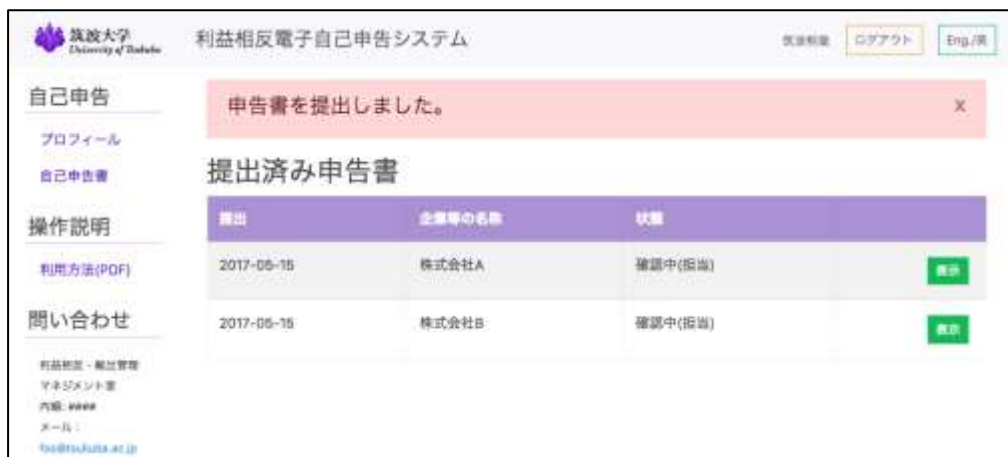 筑波大学
University of Tsukuba
利益相反電子自己申告システム
ログアウト
Eng./英
自己申告
プロフィール
自己申告書
操作説明
利用方法(PDF)
問い合わせ
利益相反・輸出管理
マネジメント室
内線: ####
メール:
foo@tsukuba.ac.jp
申告書を提出しました。
x
提出済み申告書
提出 企業等の名称 状態
2017-05-15 株式会社A 確認中(担当) 表示
2017-05-15 株式会社B 確認中(担当) 表示